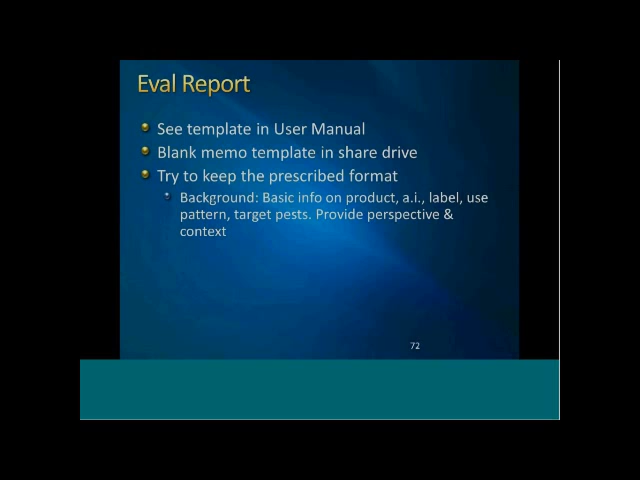 Eval Report
See template in User Manual
Blank memo template in share drive
Try to keep the prescribed format
Background: Basic info on product, a.i., label, use
pattern, target pests. Provide perspective &
context
72